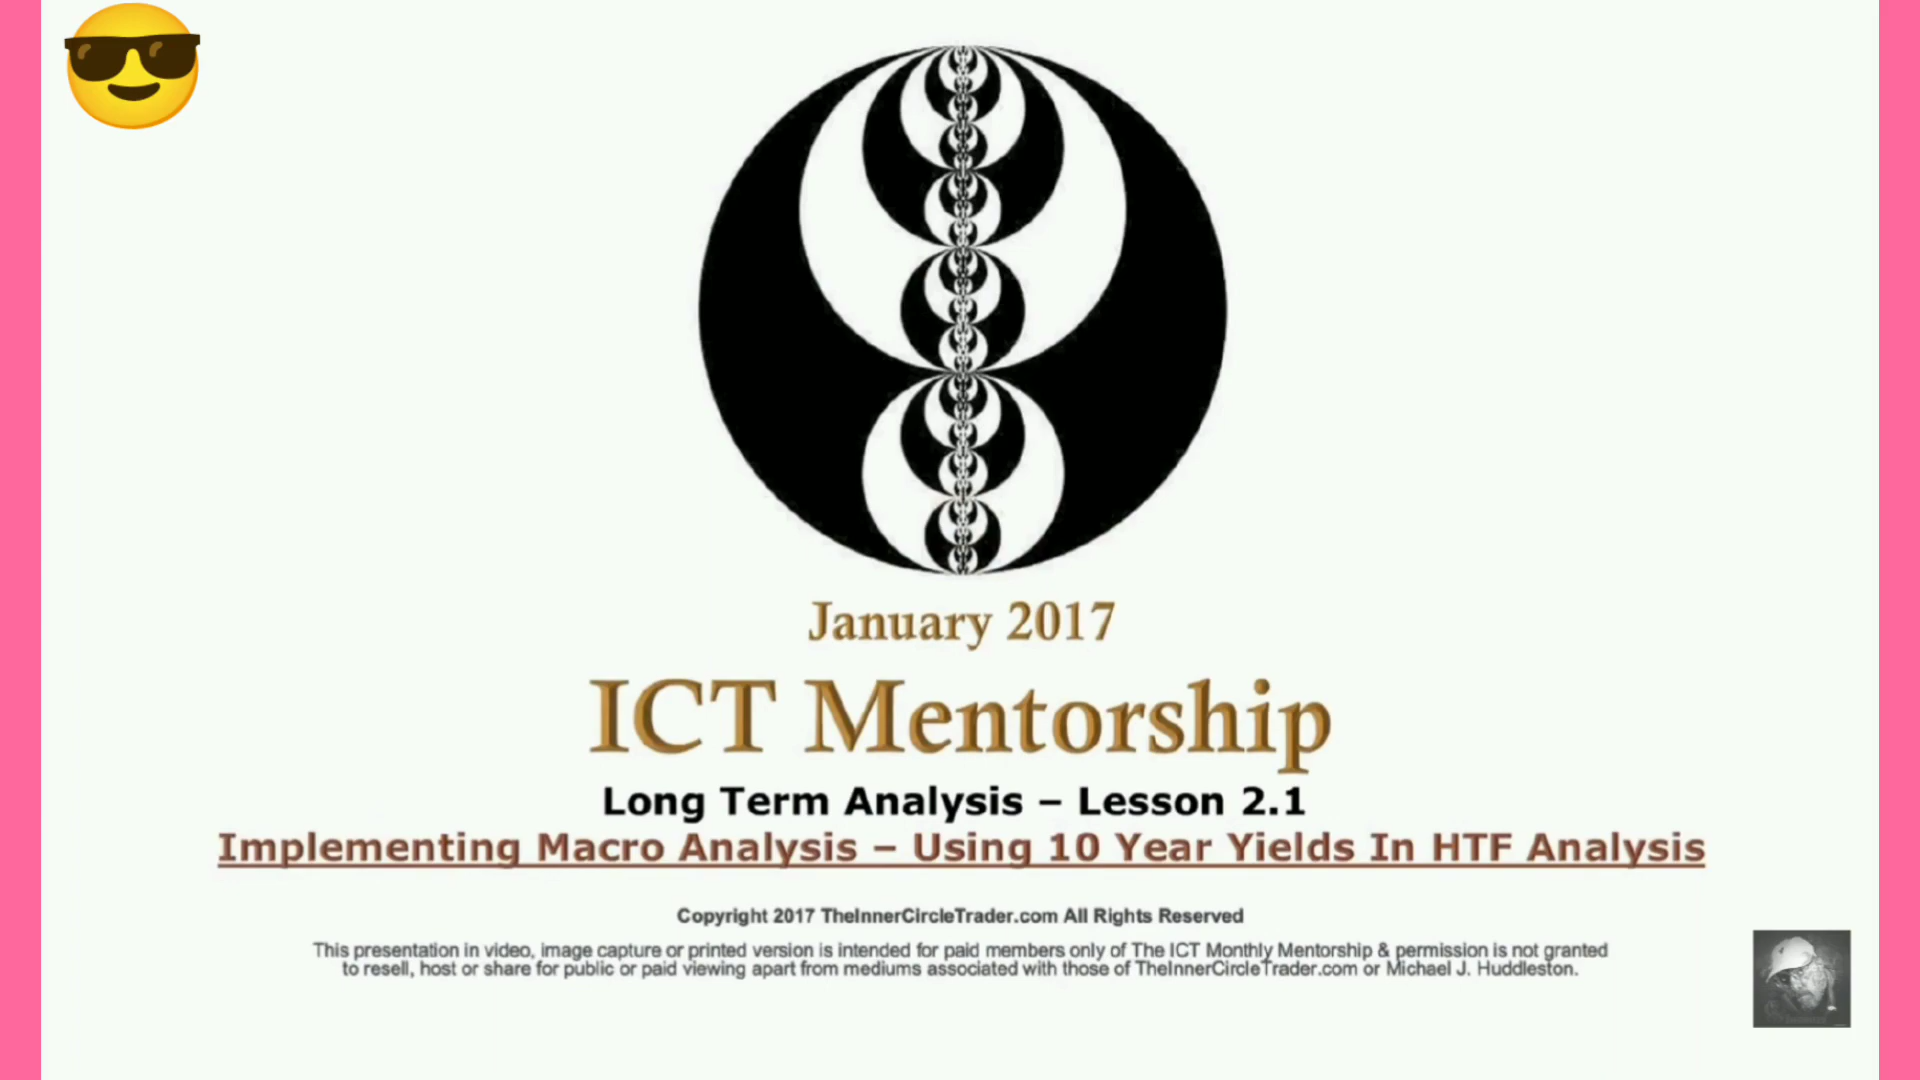 January 2017
ICT Mentorship
Long Term Analysis – Lesson 2.1
Implementing Macro Analysis – Using 10 Year Yields In HTF Analysis
Copyright 2017 TheInnerCircleTrader.com All Rights Reserved
This presentation in video, image capture or printed version is intended for paid members only of The ICT Monthly Mentorship & permission is not granted
to resell, host or share for public or paid viewing apart from mediums associated with those of TheInnerCircleTrader.com or Michael J. Huddleston.